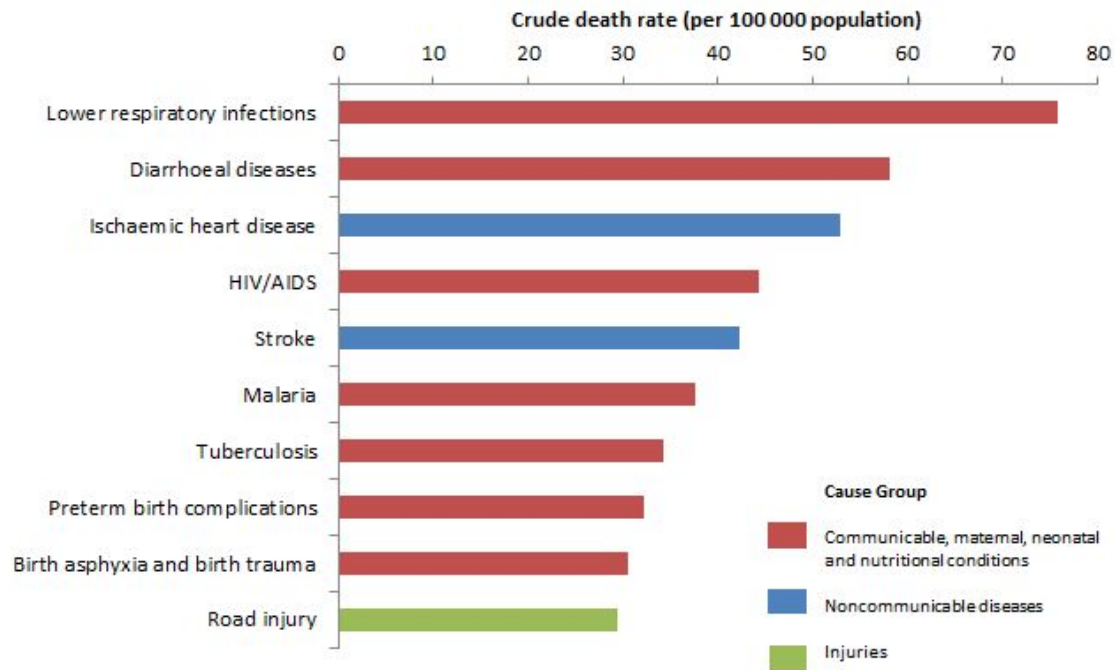 Crude death rate (per 100 000 population)
0 10 20 30 40 50 60 70 80
Lower respiratory infections
Diarrhoeal diseases
Ischaemic heart disease
HIV/AIDS
Stroke
Malaria
Tuberculosis
Preterm birth complications
Birth asphyxia and birth trauma
Road injury
Cause Group
Communicable, maternal, neonatal
and nutritional conditions
Noncommunicable diseases
Injuries